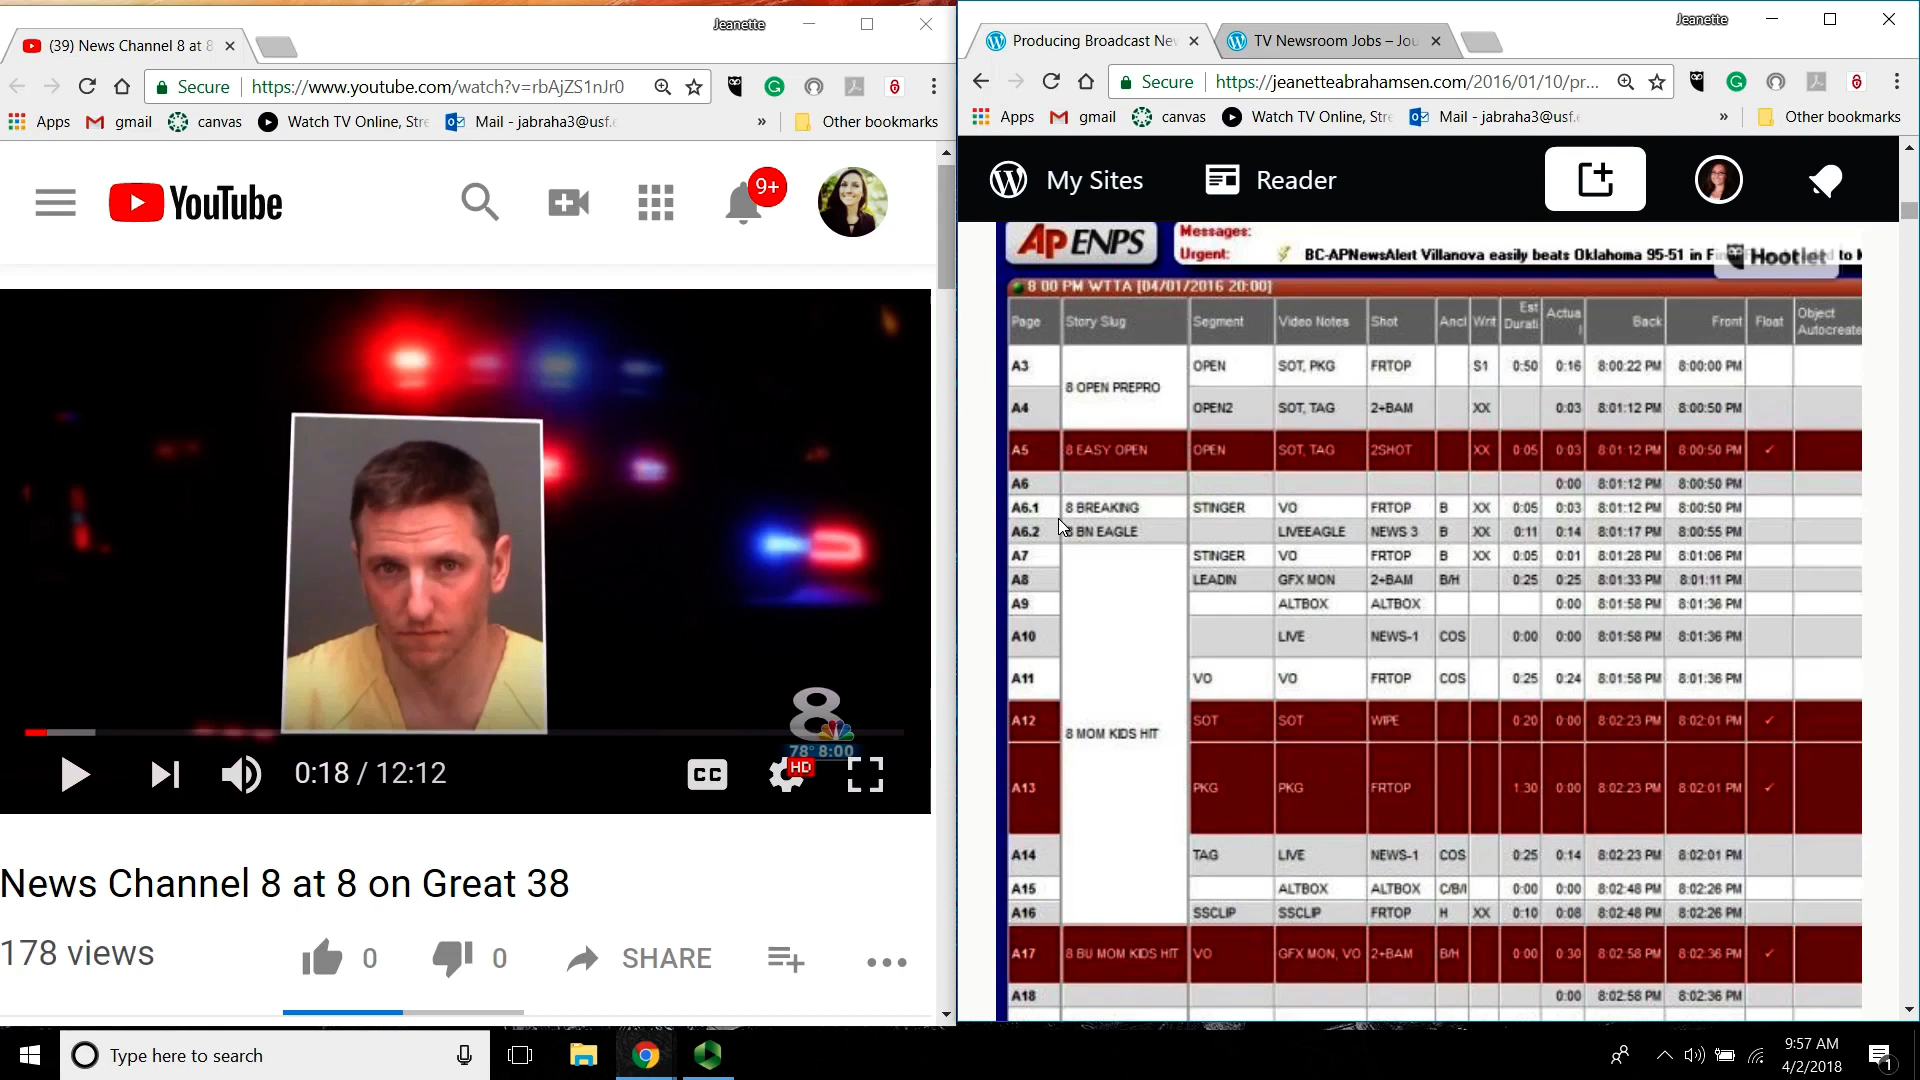 Jeanette
(39) News Channel 8 at 8
Secure https://www.youtube.com/watch?v=rbAjZS1nJr0
Apps gmail canvas Watch TV Online, Stre Mail - jabraha3@usf.e » Other bookmarks
YouTube
9+
8
78° 8:00
0:18 / 12:12
CC
HD
News Channel 8 at 8 on Great 38
178 views
0
0
SHARE
Jeanette
Producing Broadcast Nev
TV Newsroom Jobs – Jou
Secure https://jeanetteabrahamsen.com/2016/01/10/pr...
Apps gmail canvas Watch TV Online, Stre Mail - jabraha3@usf.e » Other bookmarks
My Sites Reader
AP ENPS
Messages:
Urgent: BC-APNewsAlert Villanova easily beats Oklahoma 95-51 in Fin
Hootlet
to
8 00 PM WTTA [04/01/2016 20:00]
Page Story Slug Segment Video Notes Shot Ancl Writ Est Durati Actua l Back Front Float Object Autocreate
A3 8 OPEN PREPRO OPEN SOT, PKG FRTOP S1 0:50 0:16 8:00:22 PM 8:00:00 PM
A4 OPEN2 SOT, TAG 2+BAM XX 0:03 8:01:12 PM 8:00:50 PM
A5 8 EASY OPEN OPEN SOT, TAG 2SHOT XX 0:05 0:03 8:01:12 PM 8:00:50 PM ✓
A6 0:00 8:01:12 PM 8:00:50 PM
A6.1 8 BREAKING STINGER VO FRTOP B XX 0:05 0:03 8:01:12 PM 8:00:50 PM
A6.2 8 BN EAGLE LIVEEAGLE NEWS 3 B XX 0:11 0:14 8:01:17 PM 8:00:55 PM
A7 STINGER VO FRTOP B XX 0:05 0:01 8:01:28 PM 8:01:06 PM
A8 LEADIN GFX MON 2+BAM B/H 0:25 0:25 8:01:33 PM 8:01:11 PM
A9 ALTBOX ALTBOX 0:00 8:01:58 PM 8:01:36 PM
A10 LIVE NEWS-1 COS 0:00 0:00 8:01:58 PM 8:01:36 PM
A11 VO VO FRTOP COS 0:25 0:24 8:01:58 PM 8:01:36 PM
A12 SOT SOT WIPE 0:20 0:00 8:02:23 PM 8:02:01 PM ✓
8 MOM KIDS HIT
A13 PKG PKG FRTOP 1:30 0:00 8:02:23 PM 8:02:01 PM ✓
A14 TAG LIVE NEWS-1 COS 0:25 0:14 8:02:23 PM 8:02:01 PM
A15 ALTBOX ALTBOX C/B/I 0:00 0:00 8:02:48 PM 8:02:26 PM
A16 SSCLIP SSCLIP FRTOP H XX 0:10 0:08 8:02:48 PM 8:02:26 PM
A17 8 BU MOM KIDS HIT VO GFX MON, VO 2+BAM B/H 0:00 0:30 8:02:58 PM 8:02:36 PM ✓
A18 0:00 8:02:58 PM 8:02:36 PM
Type here to search
9:57 AM
4/2/2018
1